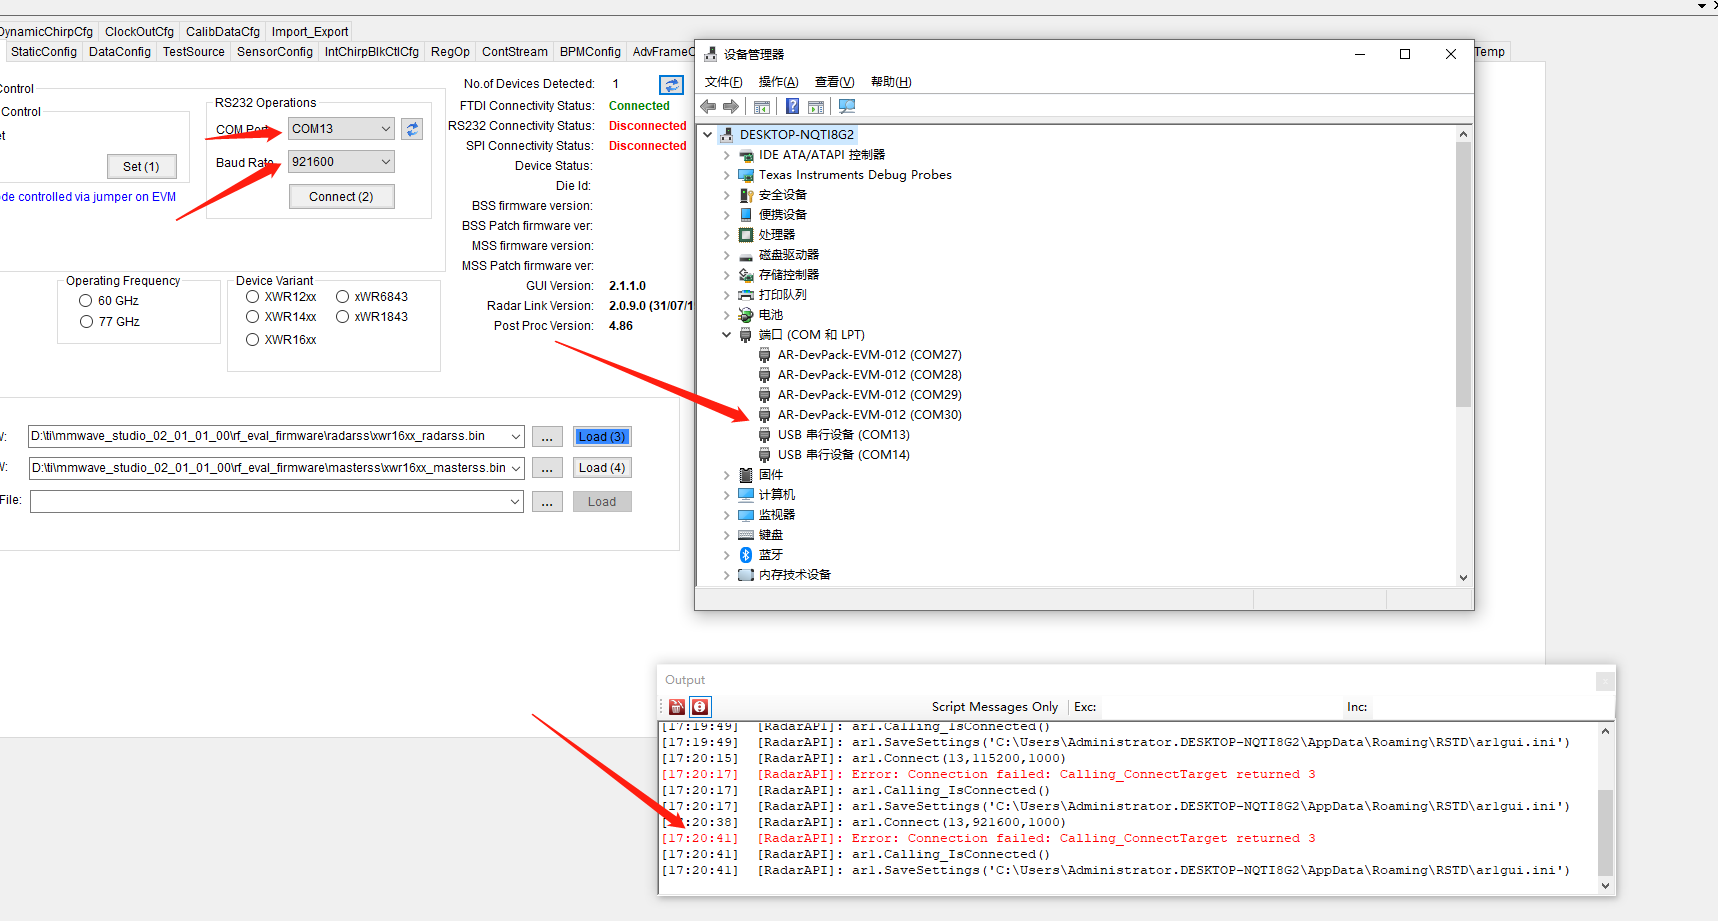 DynamicChirpCfg ClockOutCfg CalibDataCfg Import_Export
StaticConfig DataConfig TestSource SensorConfig IntChirpBlkCtlCfg RegOp ContStream BPMConfig AdvFrameC Temp
Control
Control
et
Set (1)
de controlled via jumper on EVM
RS232 Operations
COM Port
COM13
Baud Rate
921600
Connect (2)
Operating Frequency
60 GHz
77 GHz
Device Variant
XWR12xx xWR6843
XWR14xx xWR1843
XWR16xx
No.of Devices Detected: 1
FTDI Connectivity Status: Connected
RS232 Connectivity Status: Disconnected
SPI Connectivity Status: Disconnected
Device Status:
Die Id:
BSS firmware version:
BSS Patch firmware ver:
MSS firmware version:
MSS Patch firmware ver:
GUI Version: 2.1.1.0
Radar Link Version: 2.0.9.0 (31/07/1
Post Proc Version: 4.86
W: D:\ti\mmwave_studio_02_01_01_00\rf_eval_firmware\radarss\xwr16xx_radarss.bin ... Load (3)
W: D:\ti\mmwave_studio_02_01_01_00\rf_eval_firmware\masterss\xwr16xx_masterss.bin ... Load (4)
File: ... Load
设备管理器
文件(F) 操作(A) 查看(V) 帮助(H)
DESKTOP-NQTI8G2
IDE ATA/ATAPI 控制器
Texas Instruments Debug Probes
安全设备
便携设备
处理器
磁盘驱动器
存储控制器
打印队列
电池
端口 (COM 和 LPT)
AR-DevPack-EVM-012 (COM27)
AR-DevPack-EVM-012 (COM28)
AR-DevPack-EVM-012 (COM29)
AR-DevPack-EVM-012 (COM30)
USB 串行设备 (COM13)
USB 串行设备 (COM14)
固件
计算机
监视器
键盘
蓝牙
内存技术设备
Output
Script Messages Only Exc: Inc:
[17:19:49] [RadarAPI]: ar1.Calling_IsConnected()
[17:19:49] [RadarAPI]: ar1.SaveSettings('C:\Users\Administrator.DESKTOP-NQTI8G2\AppData\Roaming\RSTD\ar1gui.ini')
[17:20:15] [RadarAPI]: ar1.Connect(13,115200,1000)
[17:20:17] [RadarAPI]: Error: Connection failed: Calling_ConnectTarget returned 3
[17:20:17] [RadarAPI]: ar1.Calling_IsConnected()
[17:20:17] [RadarAPI]: ar1.SaveSettings('C:\Users\Administrator.DESKTOP-NQTI8G2\AppData\Roaming\RSTD\ar1gui.ini')
[17:20:38] [RadarAPI]: ar1.Connect(13,921600,1000)
[17:20:41] [RadarAPI]: Error: Connection failed: Calling_ConnectTarget returned 3
[17:20:41] [RadarAPI]: ar1.Calling_IsConnected()
[17:20:41] [RadarAPI]: ar1.SaveSettings('C:\Users\Administrator.DESKTOP-NQTI8G2\AppData\Roaming\RSTD\ar1gui.ini')